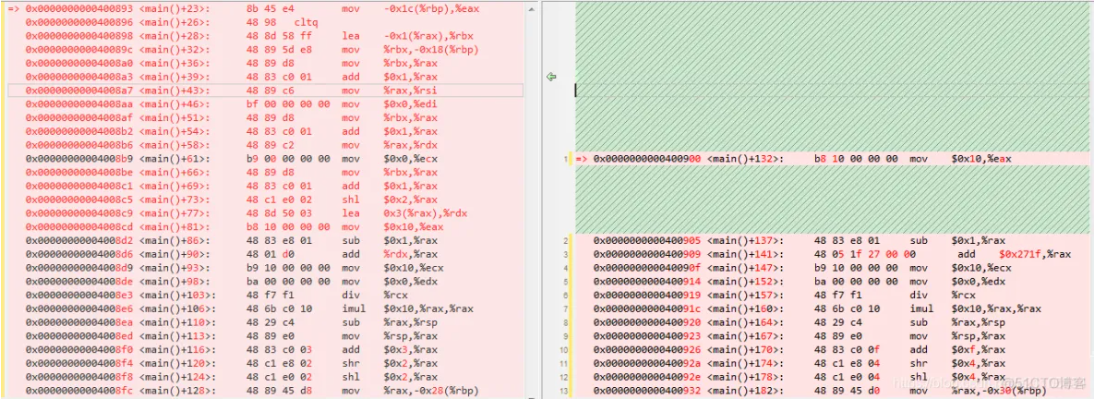 => 0x0000000000400893 <main()+23>: 8b 45 e4 mov -0x1c(%rbp),%eax
0x0000000000400896 <main()+26>: 48 98 cltq
0x0000000000400898 <main()+28>: 48 8d 58 ff lea -0x1(%rax),%rbx
0x000000000040089c <main()+32>: 48 89 5d e8 mov %rbx,-0x18(%rbp)
0x00000000004008a0 <main()+36>: 48 89 d8 mov %rbx,%rax
0x00000000004008a3 <main()+39>: 48 83 c0 01 add $0x1,%rax
0x00000000004008a7 <main()+43>: 48 89 c6 mov %rax,%rsi
0x00000000004008aa <main()+46>: bf 00 00 00 00 mov $0x0,%edi
0x00000000004008af <main()+51>: 48 89 d8 mov %rbx,%rax
0x00000000004008b2 <main()+54>: 48 83 c0 01 add $0x1,%rax
0x00000000004008b6 <main()+58>: 48 89 c2 mov %rax,%rdx
0x00000000004008b9 <main()+61>: b9 00 00 00 00 mov $0x0,%ecx
0x00000000004008be <main()+66>: 48 89 d8 mov %rbx,%rax
0x00000000004008c1 <main()+69>: 48 83 c0 01 add $0x1,%rax
0x00000000004008c5 <main()+73>: 48 c1 e0 02 shl $0x2,%rax
0x00000000004008c9 <main()+77>: 48 8d 50 03 lea 0x3(%rax),%rdx
0x00000000004008cd <main()+81>: b8 10 00 00 00 mov $0x10,%eax
0x00000000004008d2 <main()+86>: 48 83 e8 01 sub $0x1,%rax
0x00000000004008d6 <main()+90>: 48 01 d0 add %rdx,%rax
0x00000000004008d9 <main()+93>: b9 10 00 00 00 mov $0x10,%ecx
0x00000000004008de <main()+98>: ba 00 00 00 00 mov $0x0,%edx
0x00000000004008e3 <main()+103>: 48 f7 f1 div %rcx
0x00000000004008e6 <main()+106>: 48 6b c0 10 imul $0x10,%rax,%rax
0x00000000004008ea <main()+110>: 48 29 c4 sub %rax,%rsp
0x00000000004008ed <main()+113>: 48 89 e0 mov %rsp,%rax
0x00000000004008f0 <main()+116>: 48 83 c0 03 add $0x3,%rax
0x00000000004008f4 <main()+120>: 48 c1 e8 02 shr $0x2,%rax
0x00000000004008f8 <main()+124>: 48 c1 e0 02 shl $0x2,%rax
0x00000000004008fc <main()+128>: 48 89 45 d8 mov %rax,-0x28(%rbp)
1 => 0x0000000000400900 <main()+132>: b8 10 00 00 00 mov $0x10,%eax
2 0x0000000000400905 <main()+137>: 48 83 e8 01 sub $0x1,%rax
3 0x0000000000400909 <main()+141>: 48 05 1f 27 00 00 add $0x271f,%rax
4 0x000000000040090f <main()+147>: b9 10 00 00 00 mov $0x10,%ecx
5 0x0000000000400914 <main()+152>: ba 00 00 00 00 mov $0x0,%edx
6 0x0000000000400919 <main()+157>: 48 f7 f1 div %rcx
7 0x000000000040091c <main()+160>: 48 6b c0 10 imul $0x10,%rax,%rax
8 0x0000000000400920 <main()+164>: 48 29 c4 sub %rax,%rsp
9 0x0000000000400923 <main()+167>: 48 89 e0 mov %rsp,%rax
10 0x0000000000400926 <main()+170>: 48 83 c0 0f add $0xf,%rax
11 0x000000000040092a <main()+174>: 48 c1 e8 04 shr $0x4,%rax
12 0x000000000040092e <main()+178>: 48 c1 e0 04 shl $0x4,%rax
13 0x0000000000400932 <main()+182>: 48 89 45 d0 mov %rax,-0x30(%rbp)
@51CTO博客